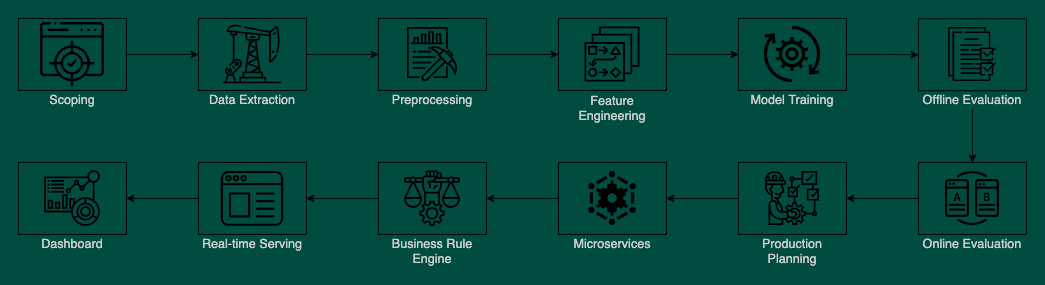 Scoping
Data Extraction
Preprocessing
Feature
Engineering
Model Training
Offline Evaluation
A
B
Dashboard
Real-time Serving
Business Rule
Engine
Microservices
Production
Planning
Online Evaluation